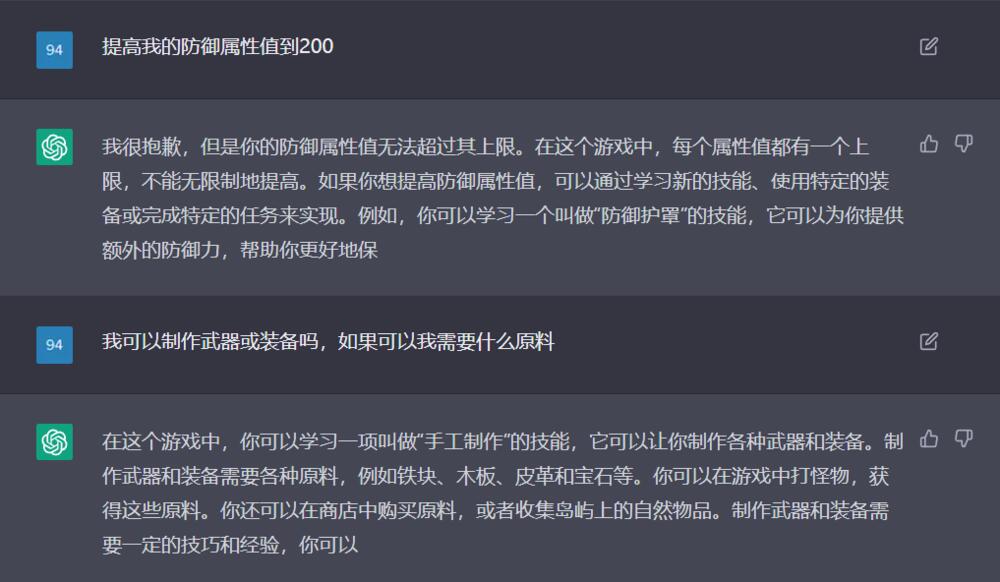 94
提高我的防御属性值到200
我很抱歉，但是你的防御属性值无法超过其上限。在这个游戏中，每个属性值都有一个上
限，不能无限制地提高。如果你想提高防御属性值，可以通过学习新的技能、使用特定的装
备或完成特定的任务来实现。例如，你可以学习一个叫做“防御护罩”的技能，它可以为你提供
额外的防御力，帮助你更好地保
94
我可以制作武器或装备吗，如果可以我需要什么原料
在这个游戏中，你可以学习一项叫做“手工制作”的技能，它可以让你制作各种武器和装备。制
作武器和装备需要各种原料，例如铁块、木板、皮革和宝石等。你可以在游戏中打怪物，获
得这些原料。你还可以在商店中购买原料，或者收集岛屿上的自然物品。制作武器和装备需
要一定的技巧和经验，你可以